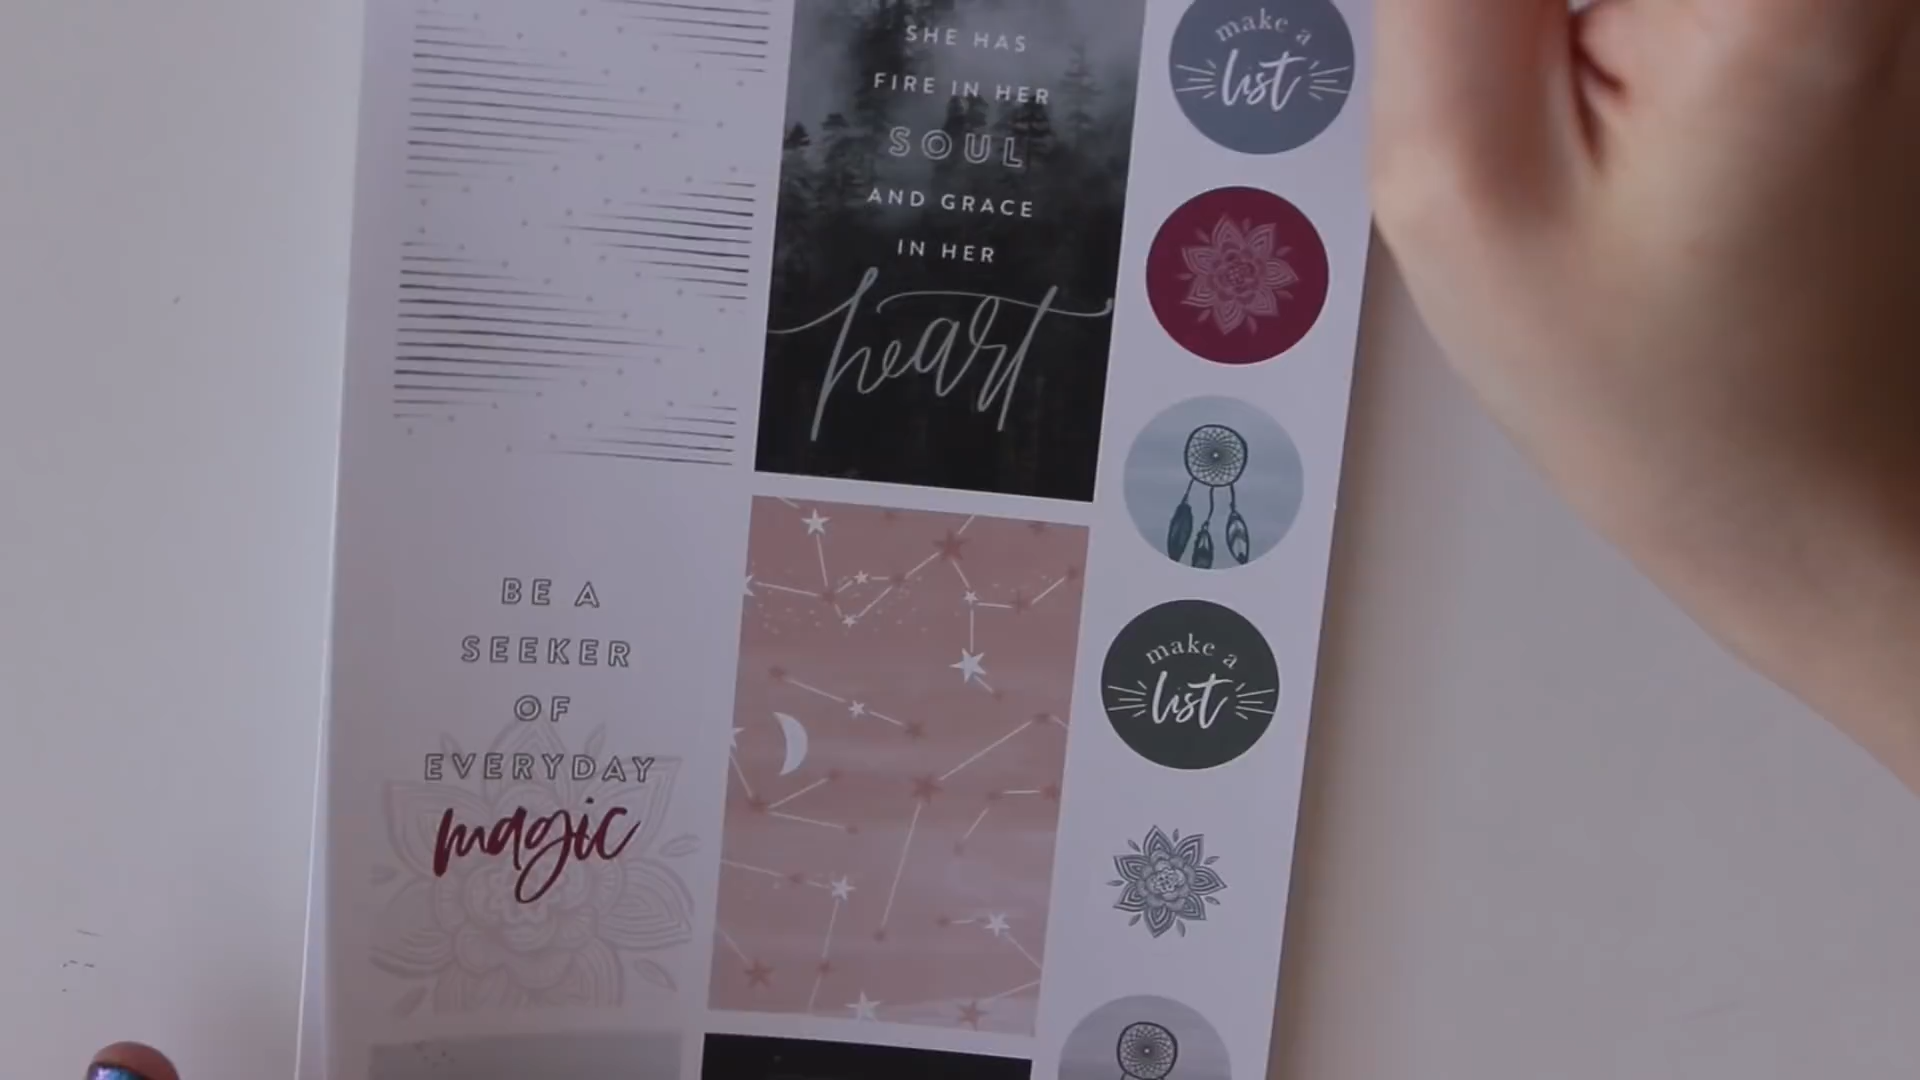 SHE HAS
FIRE IN HER
SOUL
AND GRACE
IN HER
heart
make a
list
BE A
SEEKER
OF
EVERYDAY
magic
make a
list